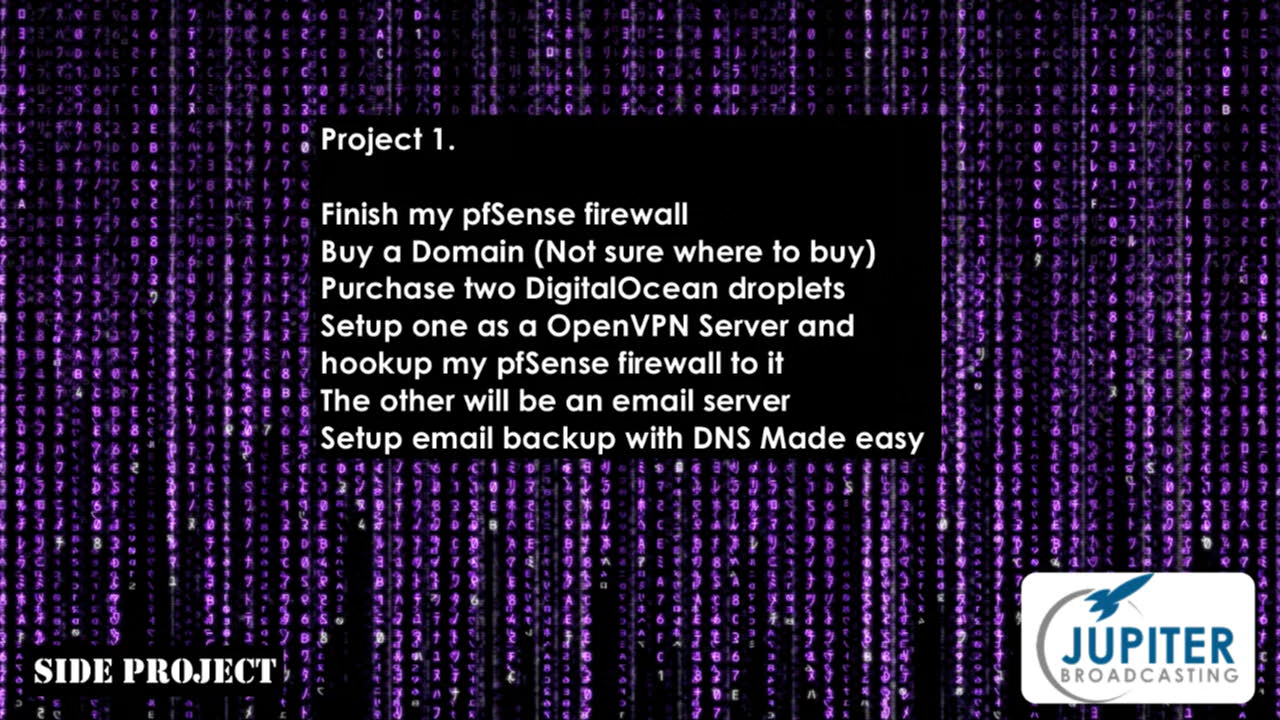 Project 1.
Finish my pfSense firewall
Buy a Domain (Not sure where to buy)
Purchase two DigitalOcean droplets
Setup one as a OpenVPN Server and
hookup my pfSense firewall to it
The other will be an email server
Setup email backup with DNS Made easy
SIDE PROJECT
JUPITER
BROADCASTING